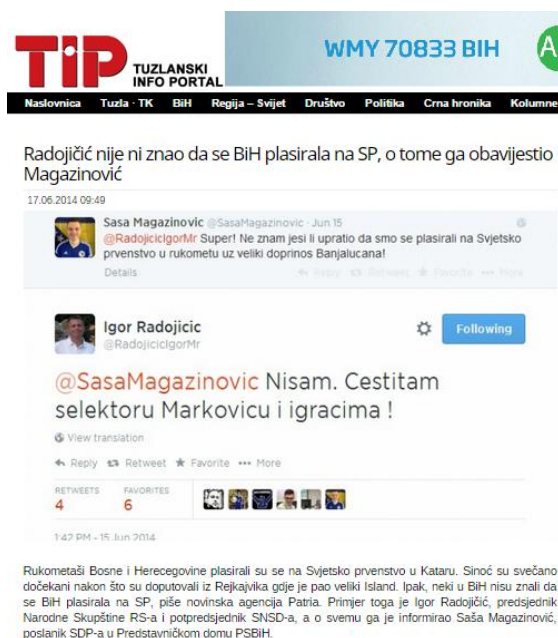 TIP TUZLANSKI
INFO PORTAL
WMY 70833 BIH
Naslovnica Tuzla · TK BiH Regija – Svijet Društvo Politika Crna hronika Kolumne
Radojičić nije ni znao da se BiH plasirala na SP, o tome ga obavijestio
Magazinović
17.06.2014 09:49
Sasa Magazinovic @SasaMagazinovic · Jun 15
@RadojicicIgorMr Super! Ne znam jesi li upratio da smo se plasirali na Svjetsko
prvenstvo u rukometu uz veliki doprinos Banjalucana!
Details Reply Retweet Favorite More
Igor Radojicic
@RadojicicIgorMr
Following
@SasaMagazinovic Nisam. Cestitam
selektoru Markovicu i igracima !
View translation
Reply Retweet Favorite ••• More
RETWEETS FAVORITES
4 6
1:42 PM - 15 Jun 2014
Rukometaši Bosne i Herecegovine plasirali su se na Svjetsko prvenstvo u Kataru. Sinoć su svečano
dočekani nakon što su doputovali iz Rejkajvika gdje je pao veliki Island. Ipak, neki u BiH nisu znali da
se BiH plasirala na SP, piše novinska agencija Patria. Primjer toga je Igor Radojičić, predsjednik
Narodne Skupštine RS-a i potpredsjednik SNSD-a, a o svemu ga je informirao Saša Magazinović,
poslanik SDP-a u Predstavničkom domu PSBiH.